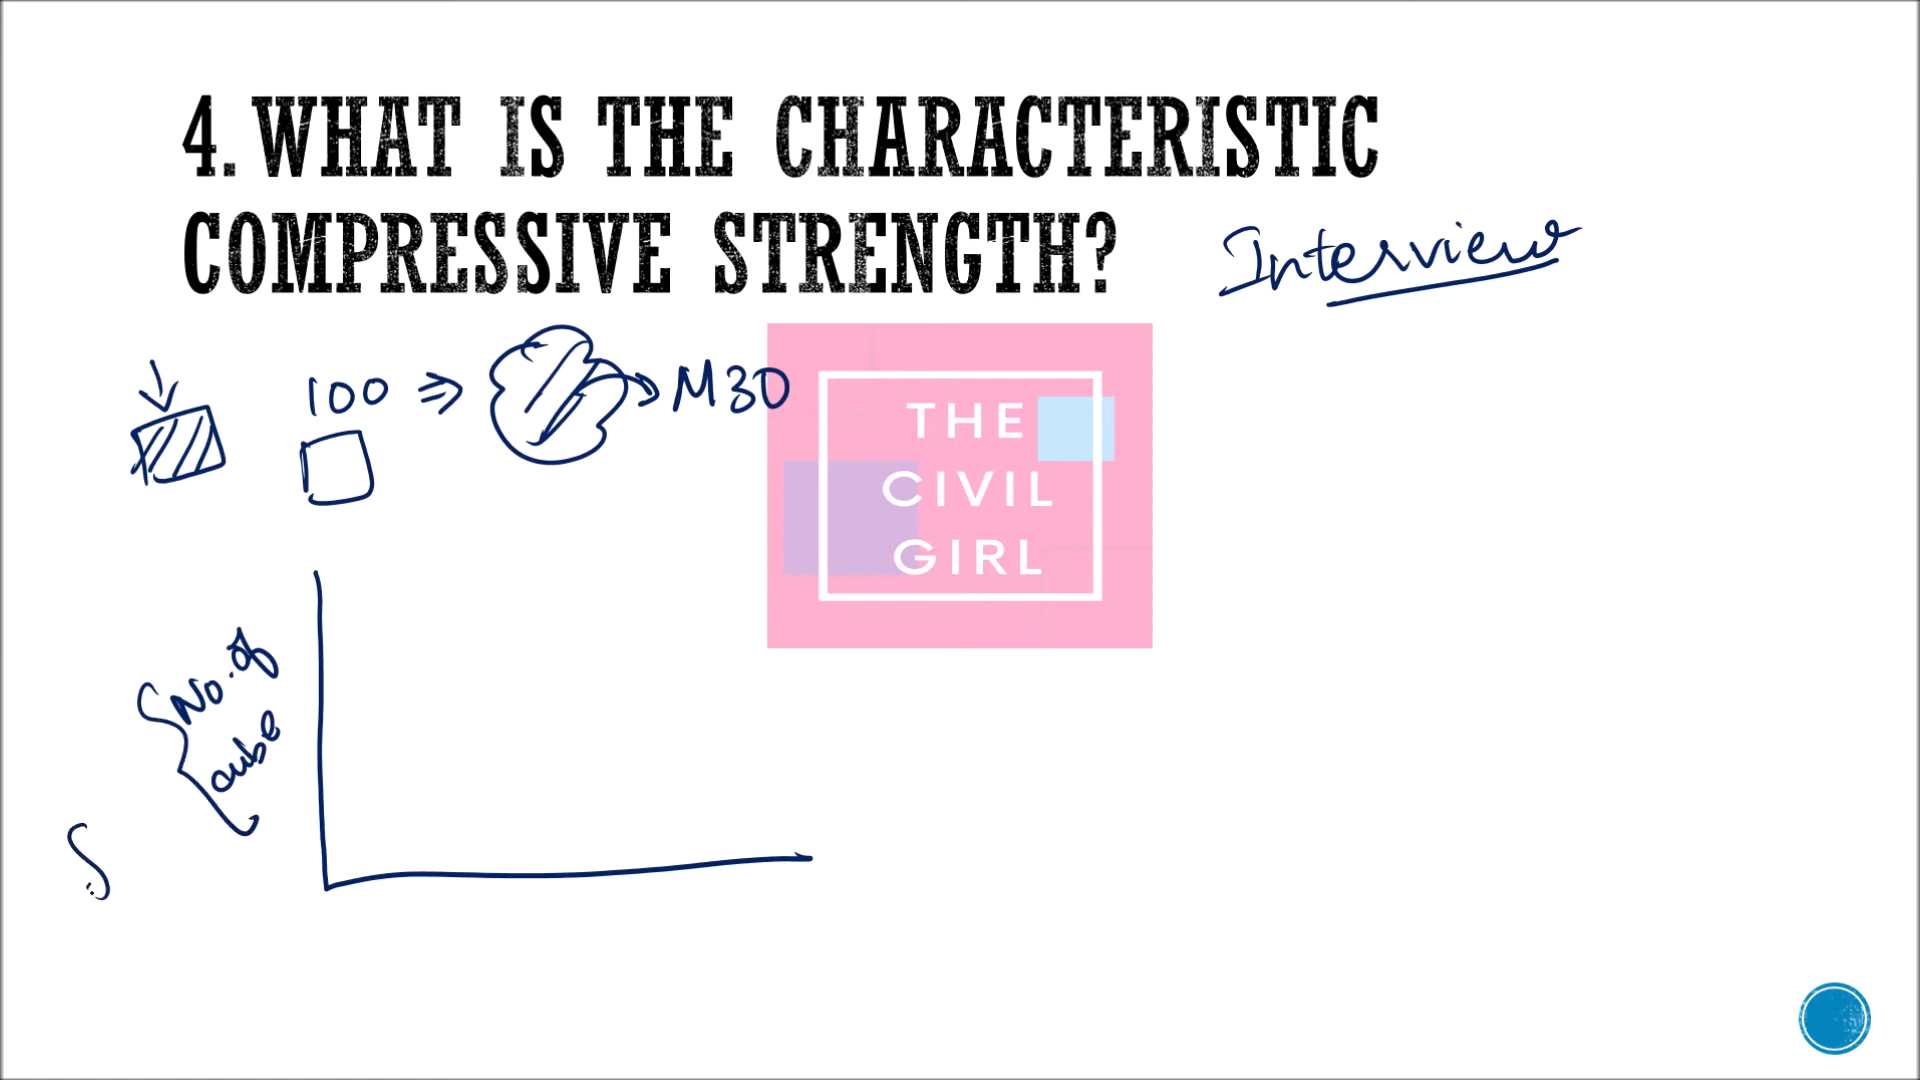 4. WHAT IS THE CHARACTERISTIC
COMPRESSIVE STRENGTH?
Interview
100 ⇒ → M30
THE
CIVIL
GIRL
No. of
cube